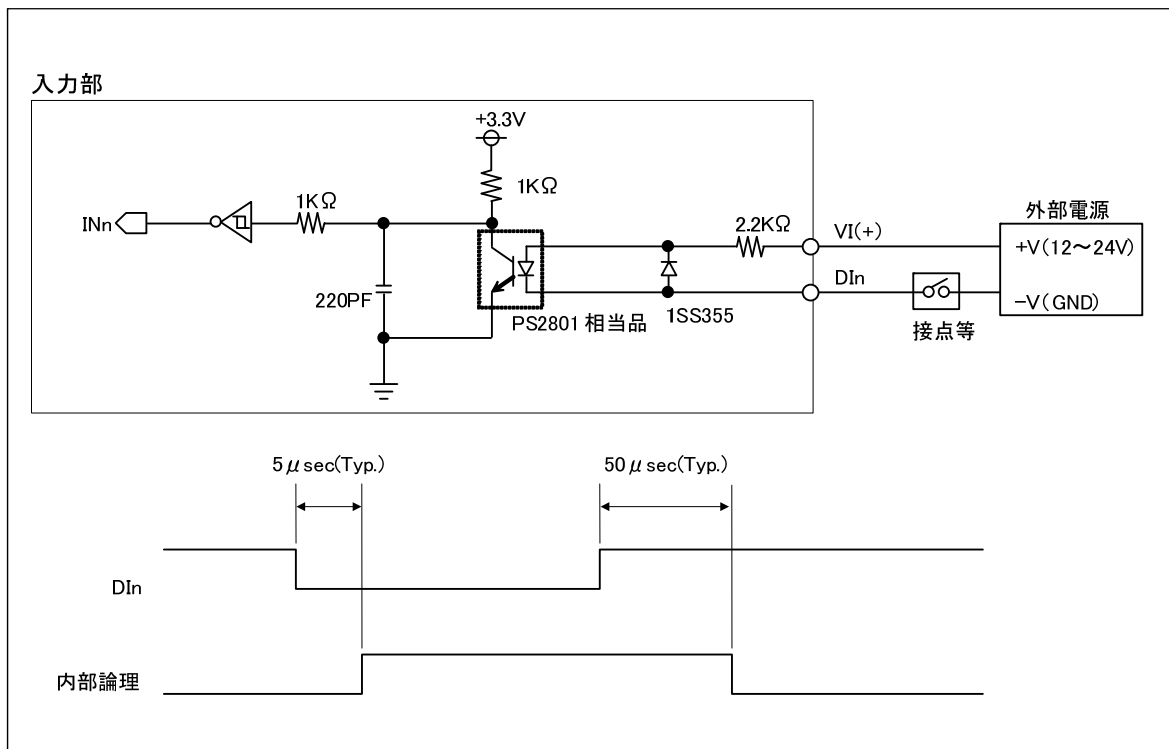 入力部
+3.3V
1KΩ
1KΩ
INn
220PF
PS2801 相当品
1SS355
2.2KΩ
VI(+)
DIn
接点等
外部電源
+V(12～24V)
-V(GND)
5μsec(Typ.)
50μsec(Typ.)
DIn
内部論理